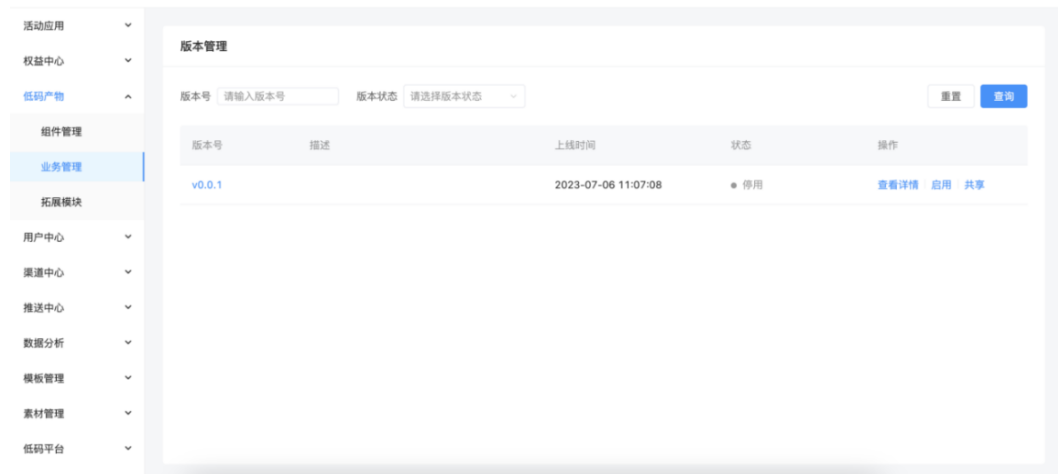 活动应用
权益中心
低码产物
组件管理
业务管理
拓展模块
用户中心
渠道中心
推送中心
数据分析
模板管理
素材管理
低码平台
版本管理
版本号 请输入版本号 版本状态 请选择版本状态 重置 查询
版本号 描述 上线时间 状态 操作
v0.0.1 2023-07-06 11:07:08 停用 查看详情 启用 共享